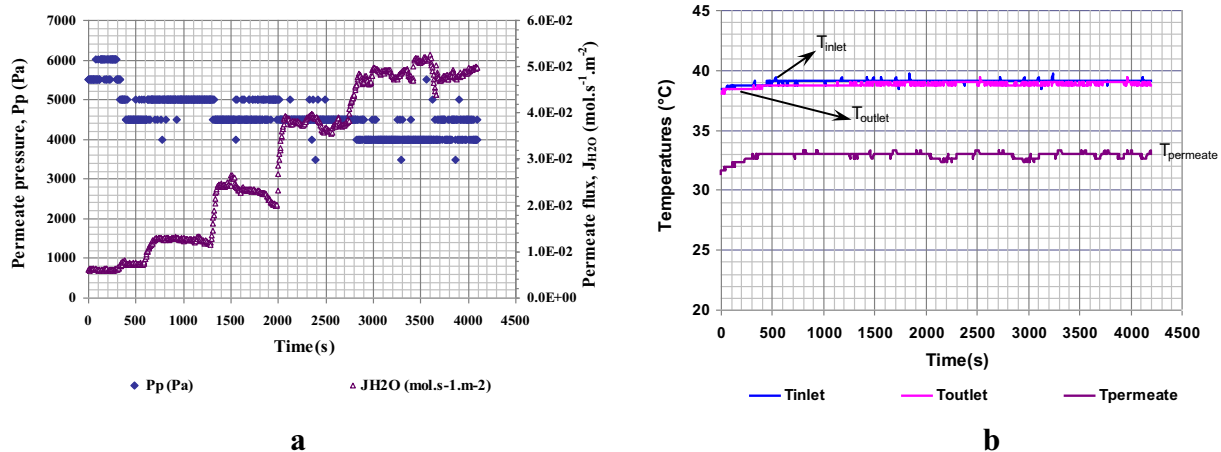 Permeate pressure, Pp (Pa)
7000
6000
5000
4000
3000
2000
1000
0
6.0E-02
5.0E-02
4.0E-02
3.0E-02
2.0E-02
1.0E-02
0.0E+00
Permeate flux, JH2O (mol.s-1.m-2)
0 500 1000 1500 2000 2500 3000 3500 4000 4500
Time(s)
Pp (Pa) JH2O (mol.s-1.m-2)
a
Temperatures (°C)
45
40
35
30
25
20
Tinlet
Toutlet
Tpermeate
0 500 1000 1500 2000 2500 3000 3500 4000 4500
Time(s)
Tinlet Toutlet Tpermeate
b